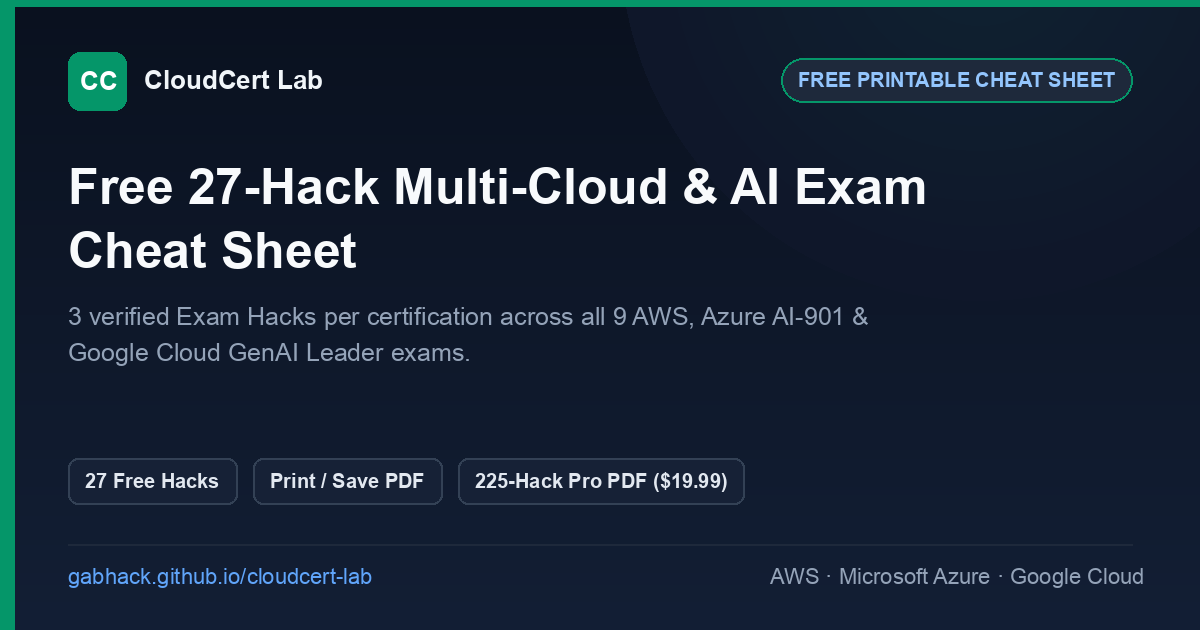 CC
CloudCert Lab
FREE PRINTABLE CHEAT SHEET
Free 27-Hack Multi-Cloud & AI Exam
Cheat Sheet
3 verified Exam Hacks per certification across all 9 AWS, Azure AI-901 &
Google Cloud GenAI Leader exams.
27 Free Hacks
Print / Save PDF
225-Hack Pro PDF ($19.99)
gabhack.github.io/cloudcert-lab
AWS · Microsoft Azure · Google Cloud